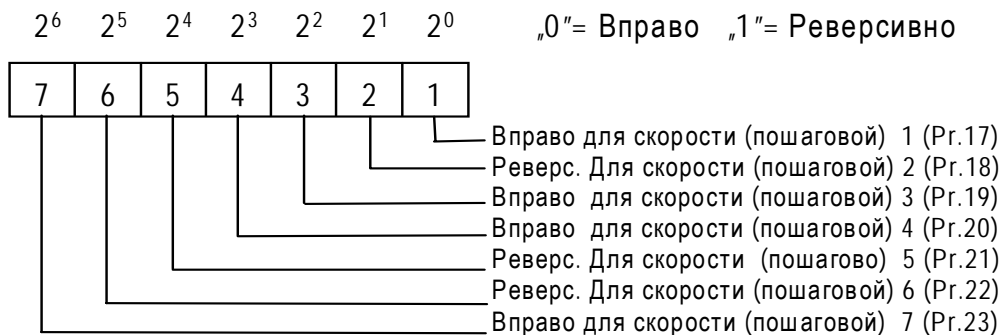 2⁶ 2⁵ 2⁴ 2³ 2² 2¹ 2⁰ „0"= Вправо „1"= Реверсивно
7 6 5 4 3 2 1
Вправо для скорости (пошаговой) 1 (Pr.17)
Реверс. Для скорости (пошаговой) 2 (Pr.18)
Вправо для скорости (пошаговой) 3 (Pr.19)
Вправо для скорости (пошаговой) 4 (Pr.20)
Реверс. Для скорости (пошагово) 5 (Pr.21)
Реверс. Для скорости (пошаговой) 6 (Pr.22)
Вправо для скорости (пошаговой) 7 (Pr.23)